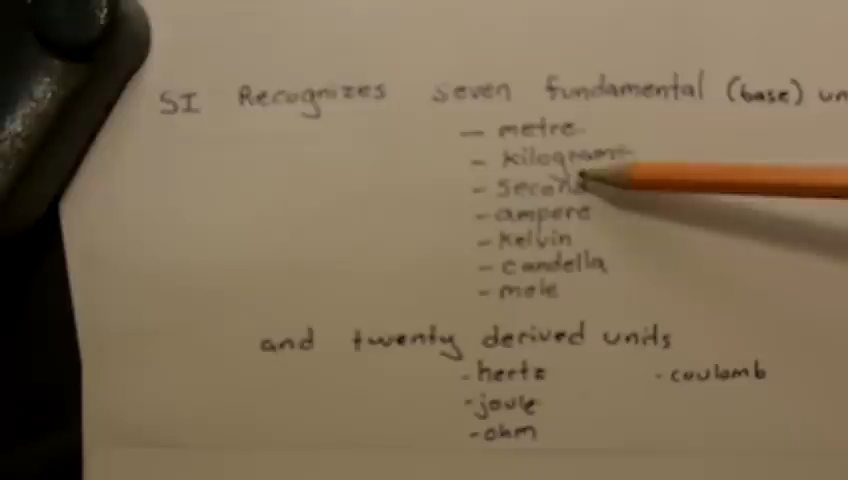 SI Recognizes seven fundamental (base) un
- metre
- kilogram
- second
- ampere
- kelvin
- candella
- mole
and twenty derived units
- hertz - coulomb
- joule
- ohm